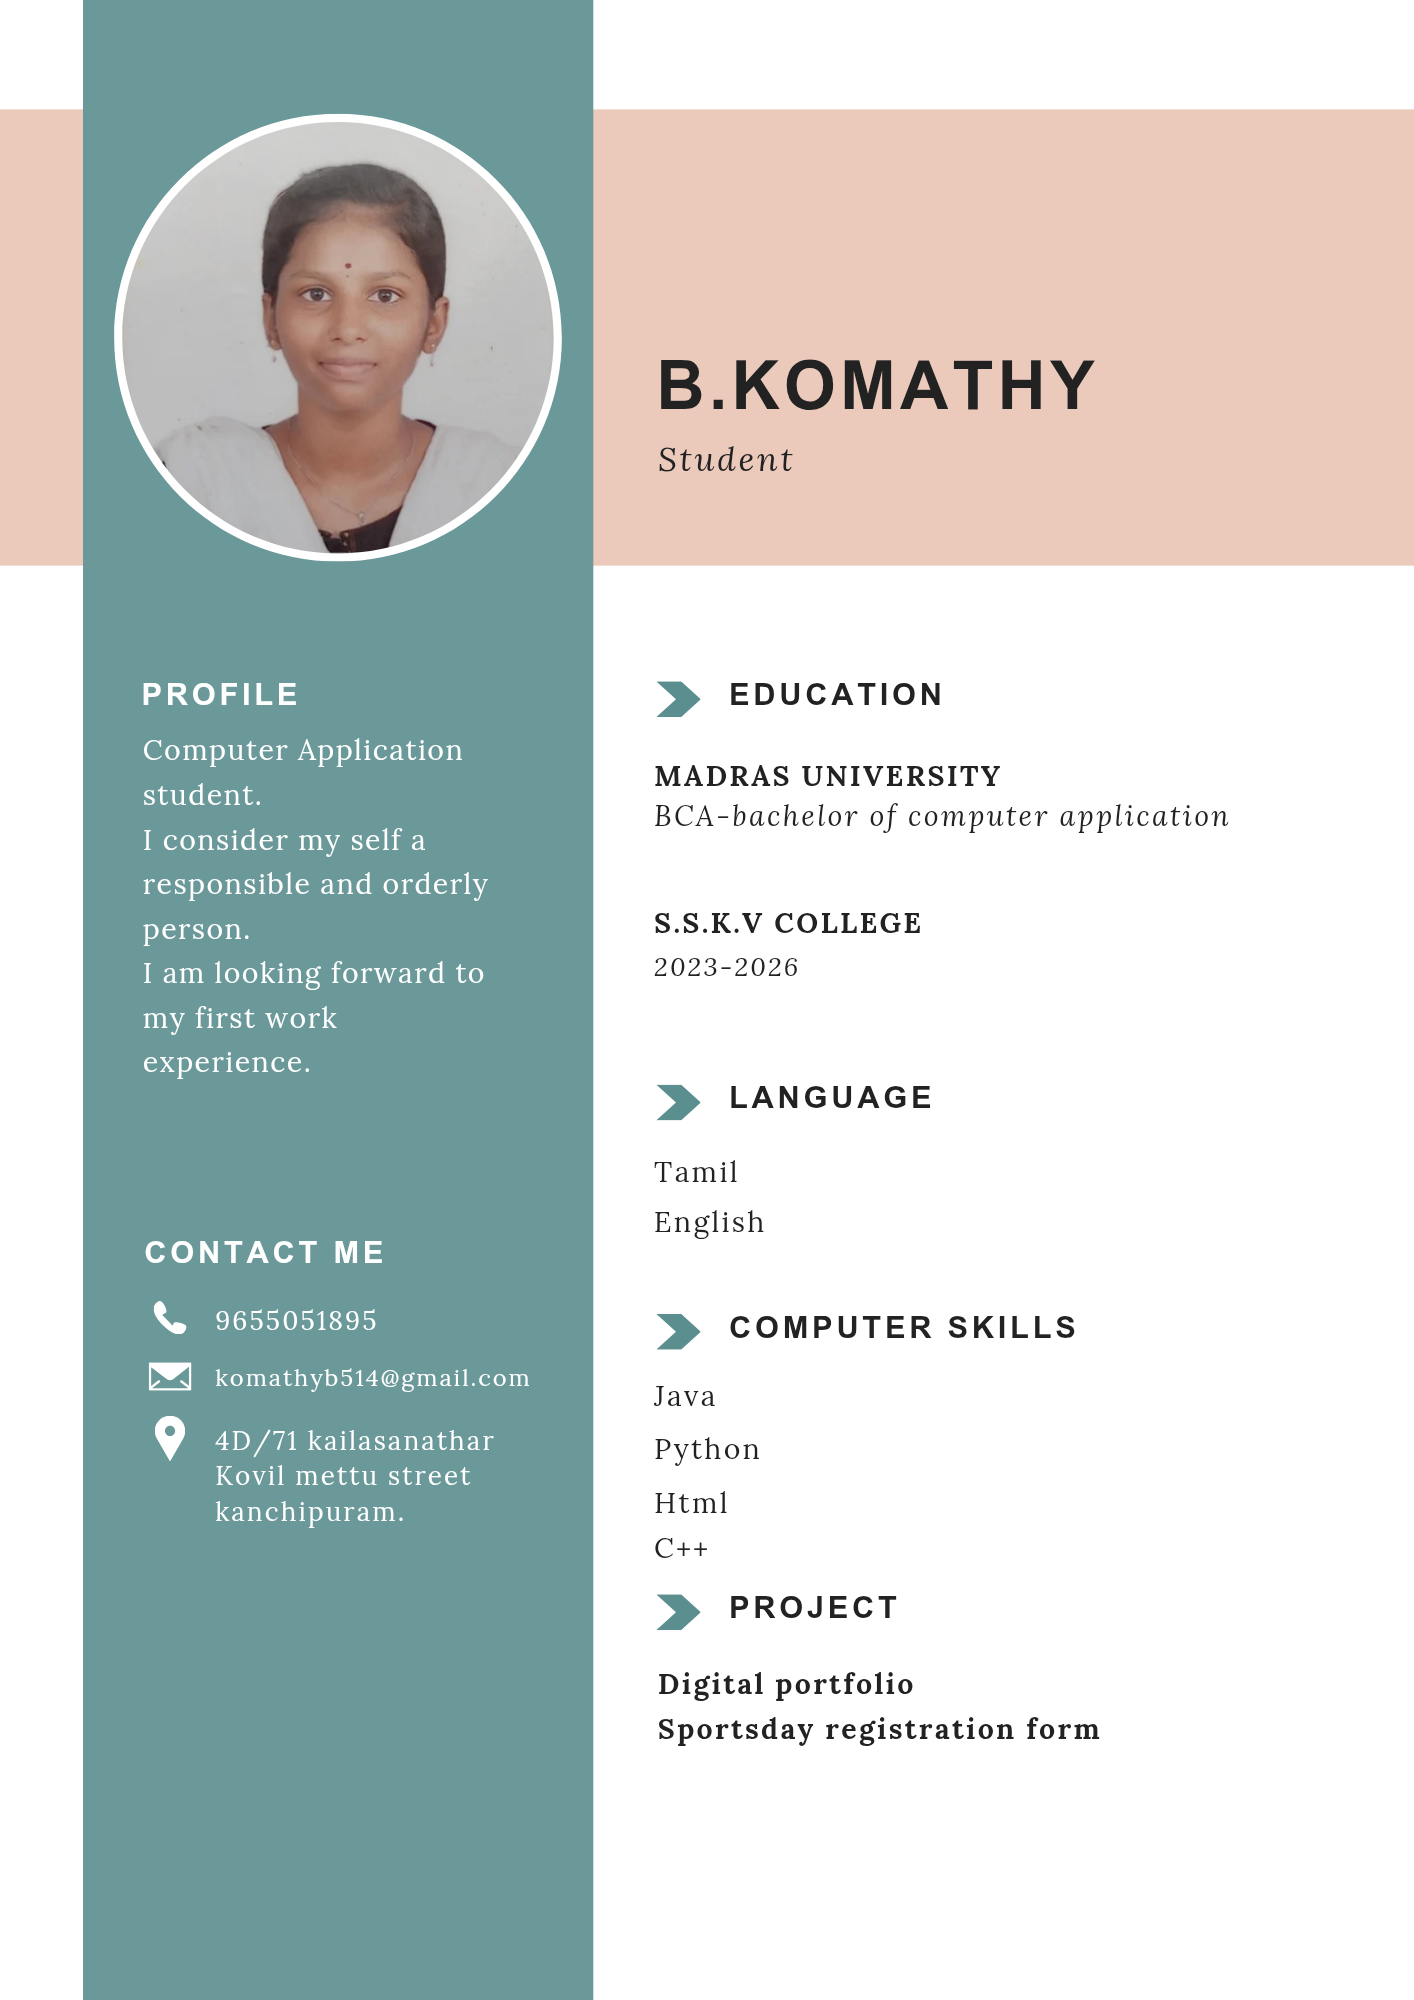 B.KOMATHY
Student
PROFILE
Computer Application
student.
I consider my self a
responsible and orderly
person.
I am looking forward to
my first work
experience.
CONTACT ME
9655051895
komathyb514@gmail.com
4D/71 kailasanathar
Kovil mettu street
kanchipuram.
EDUCATION
MADRAS UNIVERSITY
BCA-bachelor of computer application
S.S.K.V COLLEGE
2023-2026
LANGUAGE
Tamil
English
COMPUTER SKILLS
Java
Python
Html
C++
PROJECT
Digital portfolio
Sportsday registration form